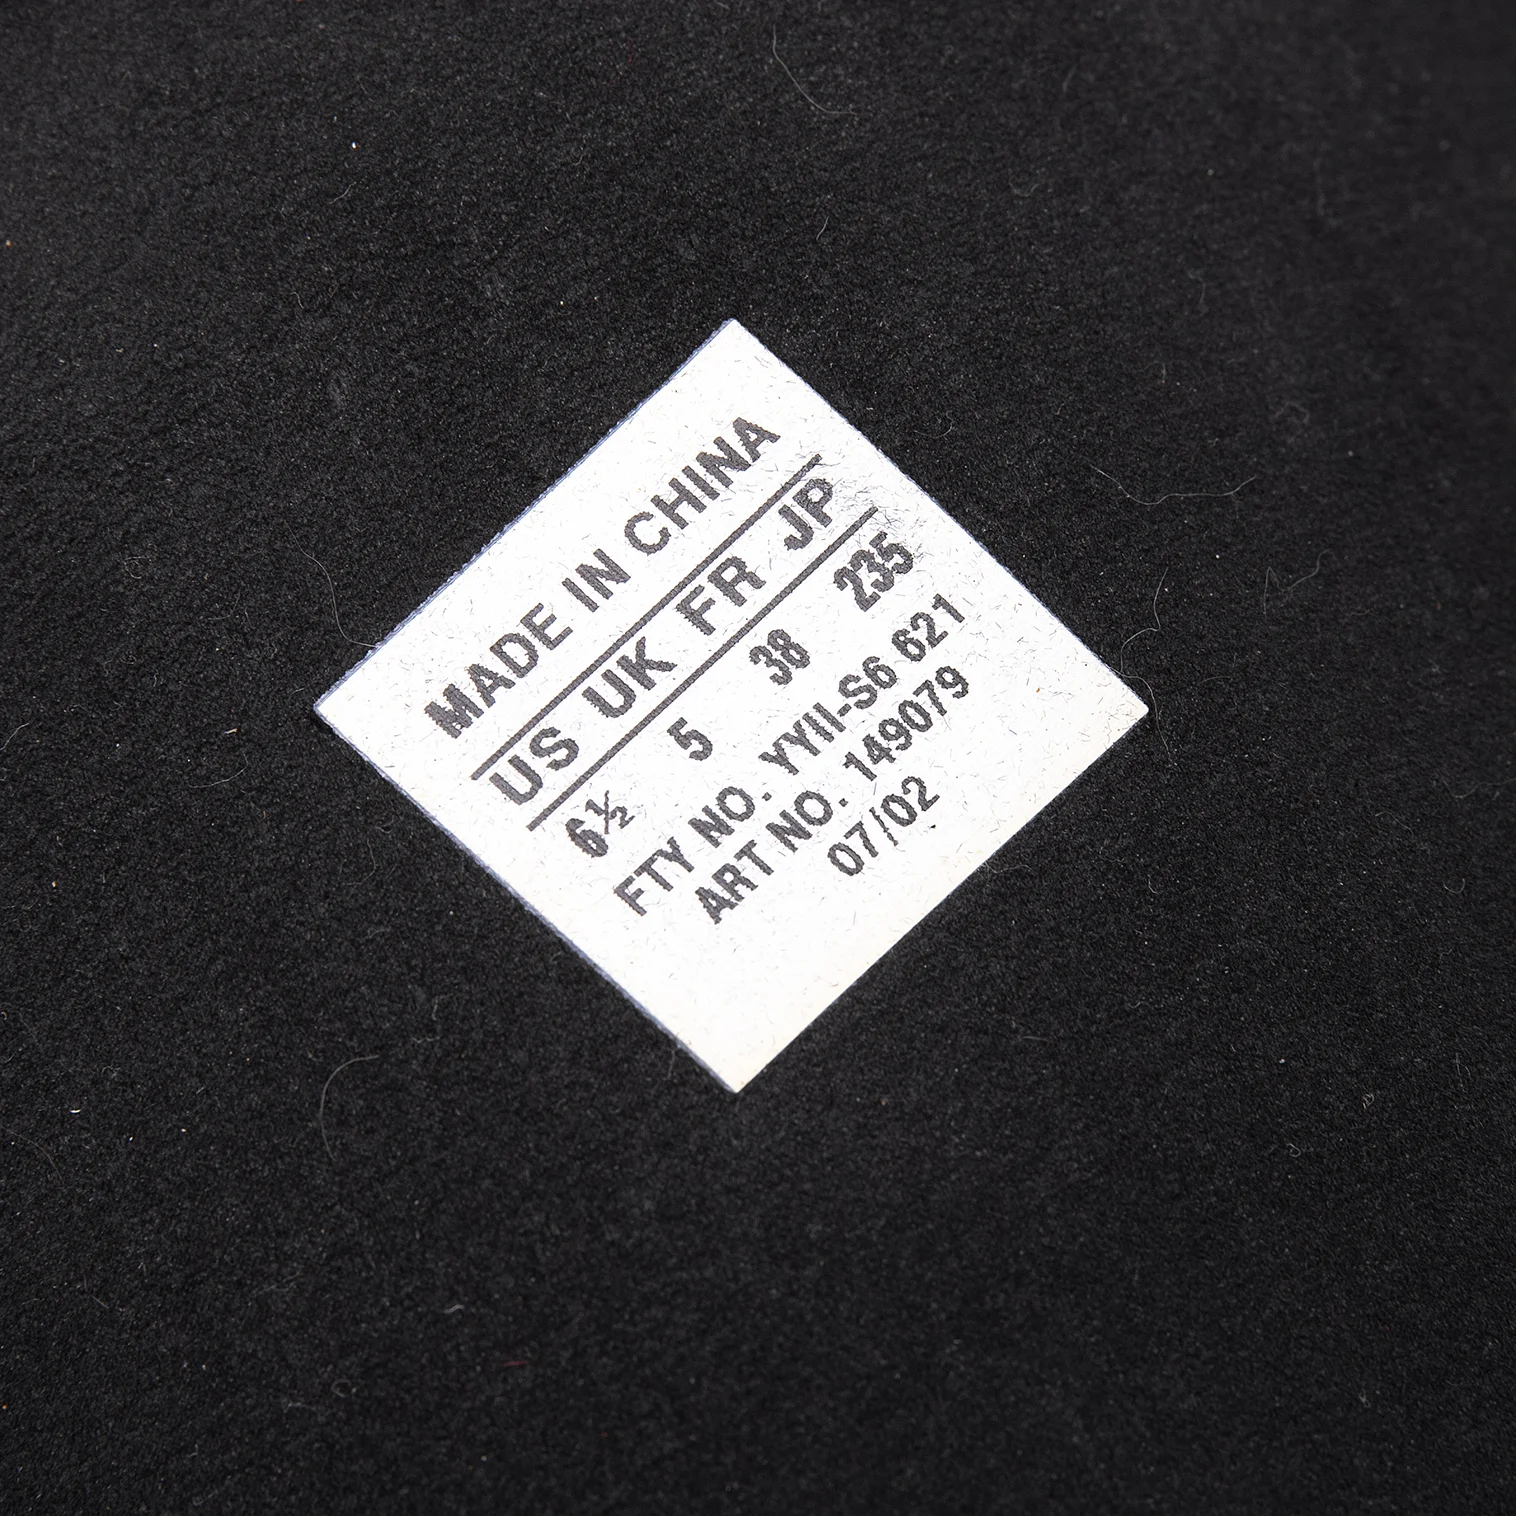 MADE IN CHINA
US UK FR JP
6½ 5 38 235
FTY NO. YYII-S6 621
ART NO. 149079
07/02